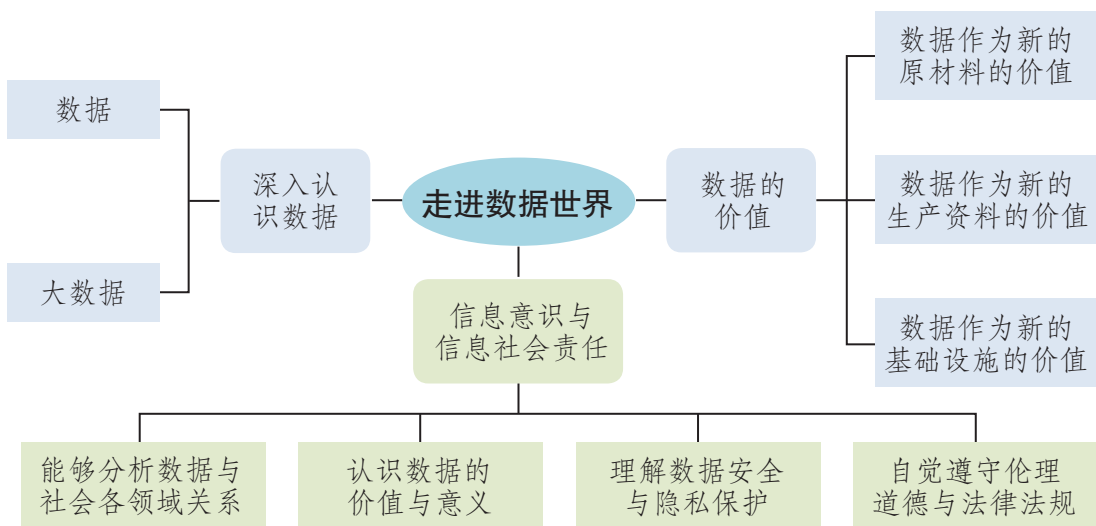 数据
大数据
深入认
识数据
走进数据世界
数据的
价值
数据作为新的
原材料的价值
数据作为新的
生产资料的价值
数据作为新的
基础设施的价值
信息意识与
信息社会责任
能够分析数据与
社会各领域关系
认识数据的
价值与意义
理解数据安全
与隐私保护
自觉遵守伦理
道德与法律法规